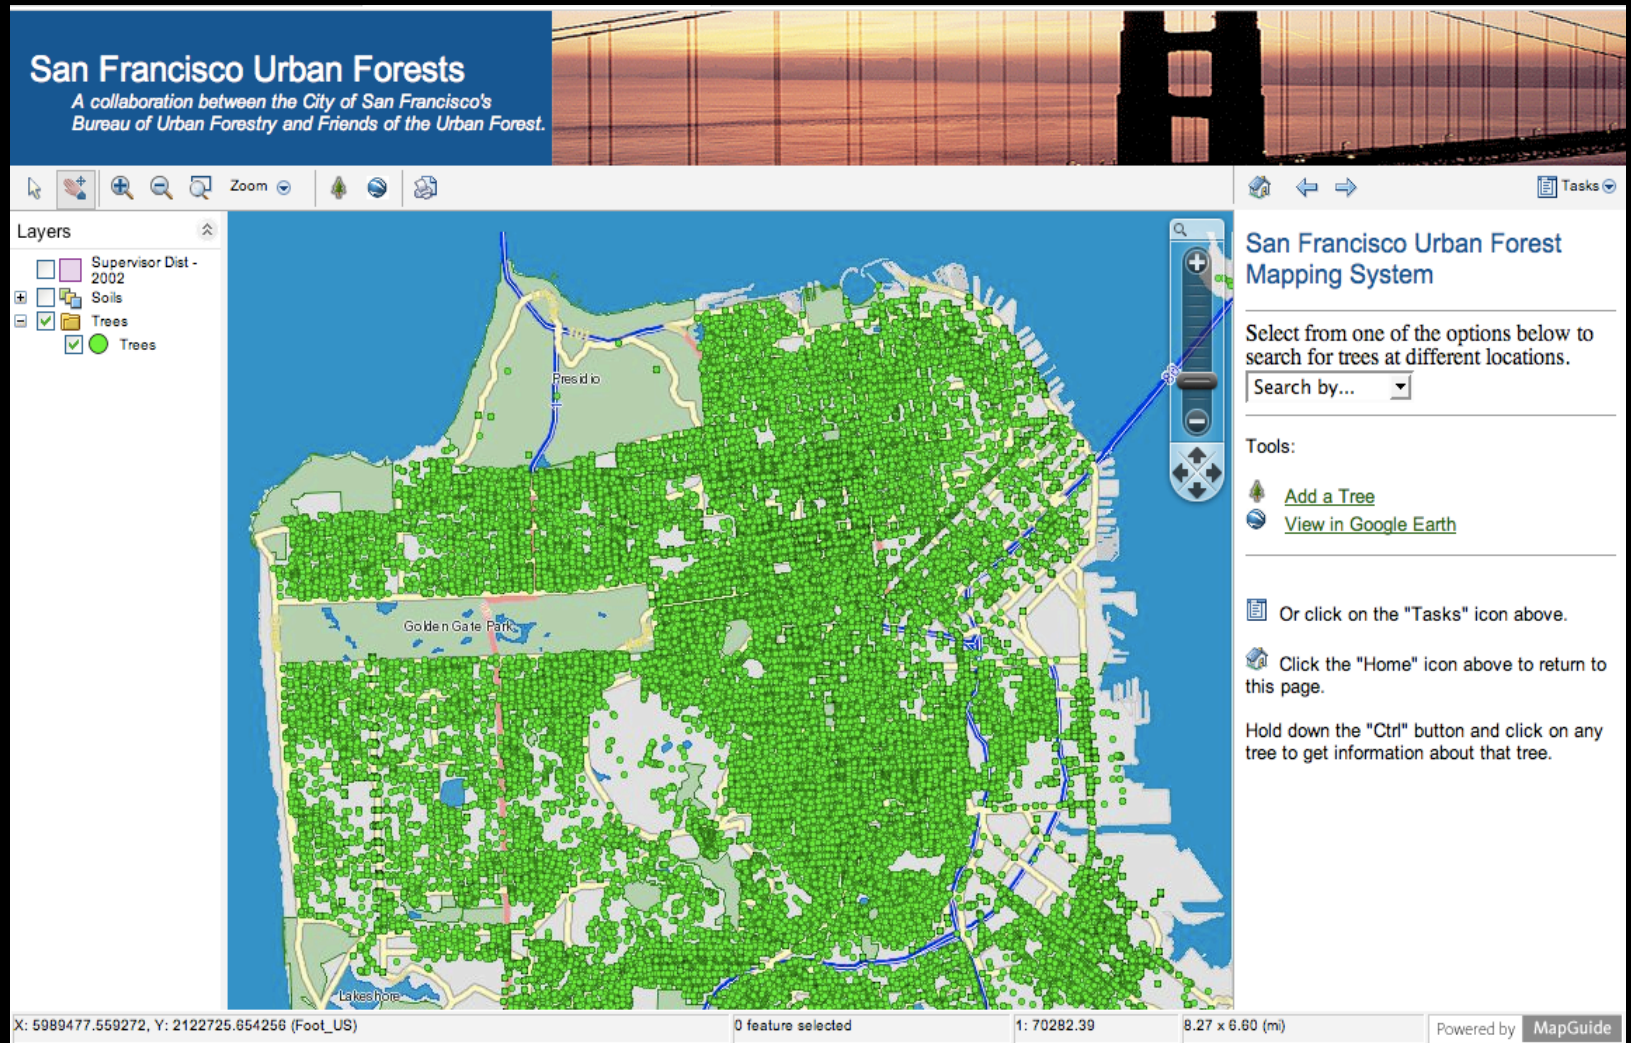 San Francisco Urban Forests
A collaboration between the City of San Francisco's
Bureau of Urban Forestry and Friends of the Urban Forest.
Zoom
Tasks
Layers
Supervisor Dist -
2002
Soils
Trees
Trees
Presidio
80
Golden Gate Park
Lakeshore
San Francisco Urban Forest
Mapping System
Select from one of the options below to
search for trees at different locations.
Search by...
Tools:
Add a Tree
View in Google Earth
Or click on the "Tasks" icon above.
Click the "Home" icon above to return to
this page.
Hold down the "Ctrl" button and click on any
tree to get information about that tree.
X: 5989477.559272, Y: 2122725.654256 (Foot_US)
0 feature selected
1: 70282.39
8.27 x 6.60 (mi)
Powered by MapGuide